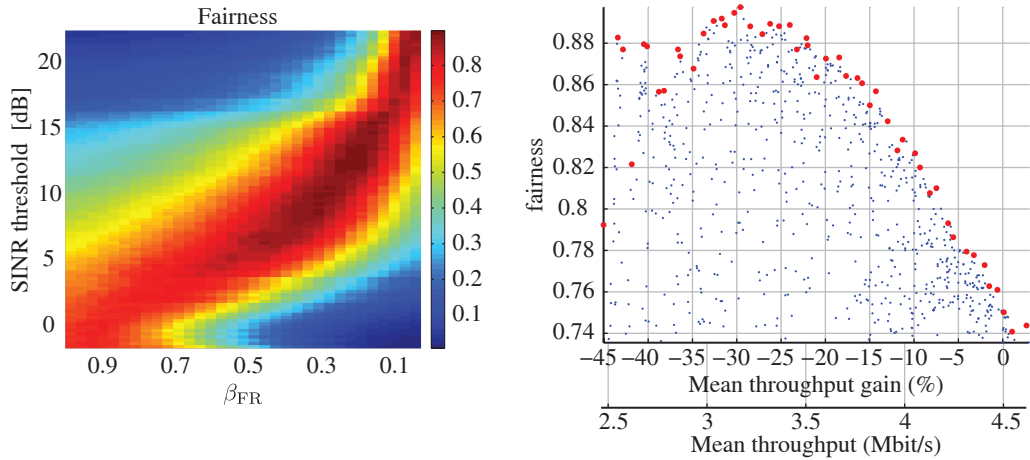 Fairness
SINR threshold [dB]
20
15
10
5
0
0.9 0.7 0.5 0.3 0.1
β_FR
0.8
0.7
0.6
0.5
0.4
0.3
0.2
0.1
fairness
0.88
0.86
0.84
0.82
0.8
0.78
0.76
0.74
−45 −40 −35 −30 −25 −20 −15 −10 −5 0
Mean throughput gain (%)
2.5 3 3.5 4 4.5
Mean throughput (Mbit/s)